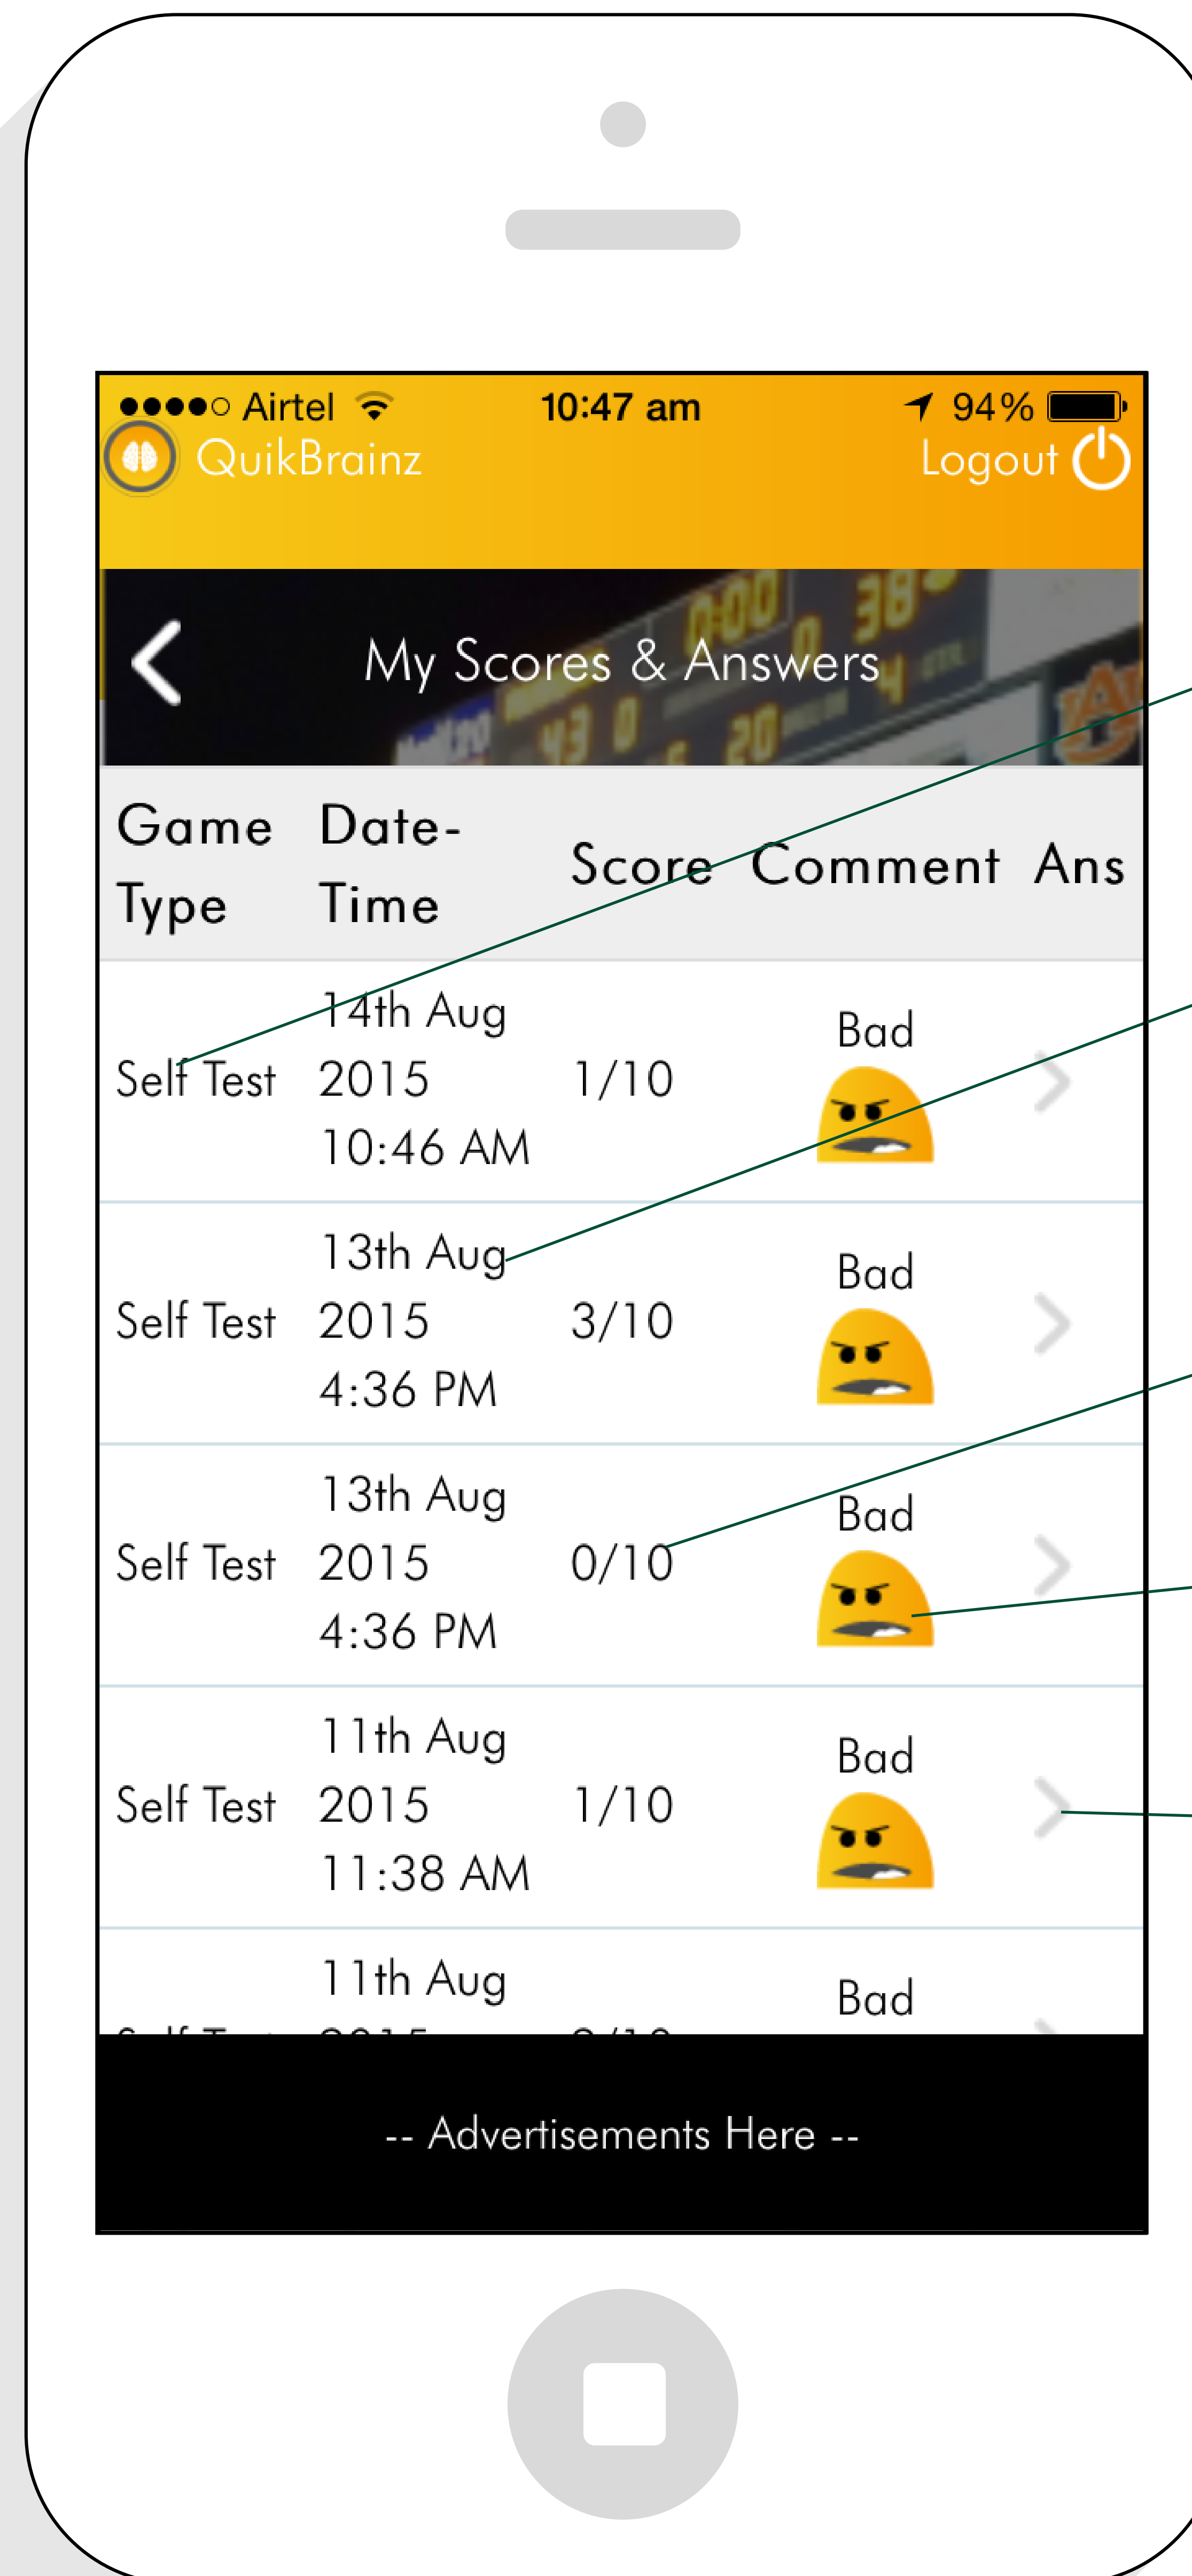 Airtel 10:47 am 94%
QuikBrainz Logout
My Scores & Answers
Game Type Date-Time Score Comment Ans
14th Aug Bad
Self Test 2015 1/10
10:46 AM
13th Aug Bad
Self Test 2015 3/10
4:36 PM
13th Aug Bad
Self Test 2015 0/10
4:36 PM
11th Aug Bad
Self Test 2015 1/10
11:38 AM
11th Aug Bad
-- Advertisements Here --